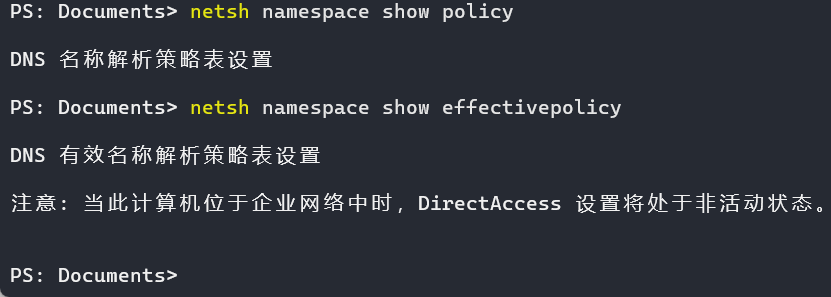 PS: Documents> netsh namespace show policy
DNS 名称解析策略表设置
PS: Documents> netsh namespace show effectivepolicy
DNS 有效名称解析策略表设置
注意: 当此计算机位于企业网络中时，DirectAccess 设置将处于非活动状态。
PS: Documents>